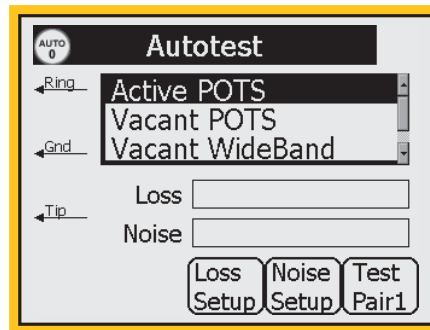 AUTO
0
Autotest
Ring
Active POTS
Vacant POTS
Gnd
Vacant WideBand
Loss
Tip
Noise
Loss Setup
Noise Setup
Test Pair1